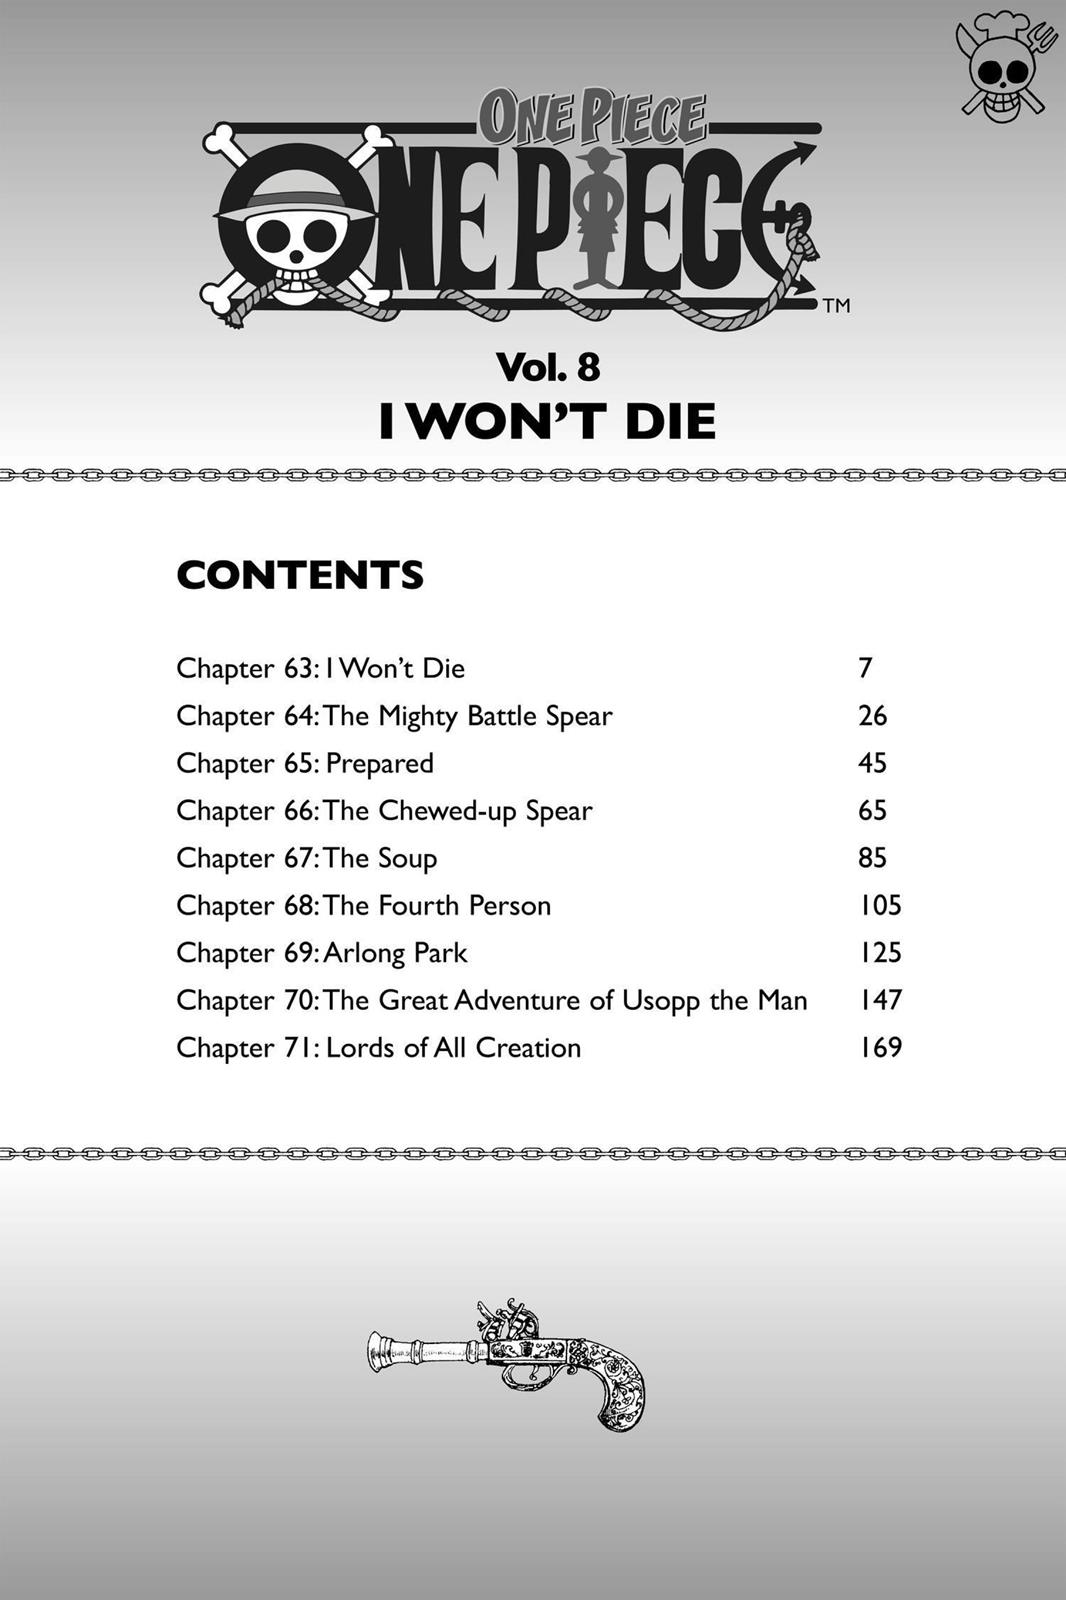 ONE PIECE
ONE PIECE
TM
Vol. 8
I WON’T DIE
CONTENTS
Chapter 63: I Won’t Die 7
Chapter 64: The Mighty Battle Spear 26
Chapter 65: Prepared 45
Chapter 66: The Chewed-up Spear 65
Chapter 67: The Soup 85
Chapter 68: The Fourth Person 105
Chapter 69: Arlong Park 125
Chapter 70: The Great Adventure of Usopp the Man 147
Chapter 71: Lords of All Creation 169